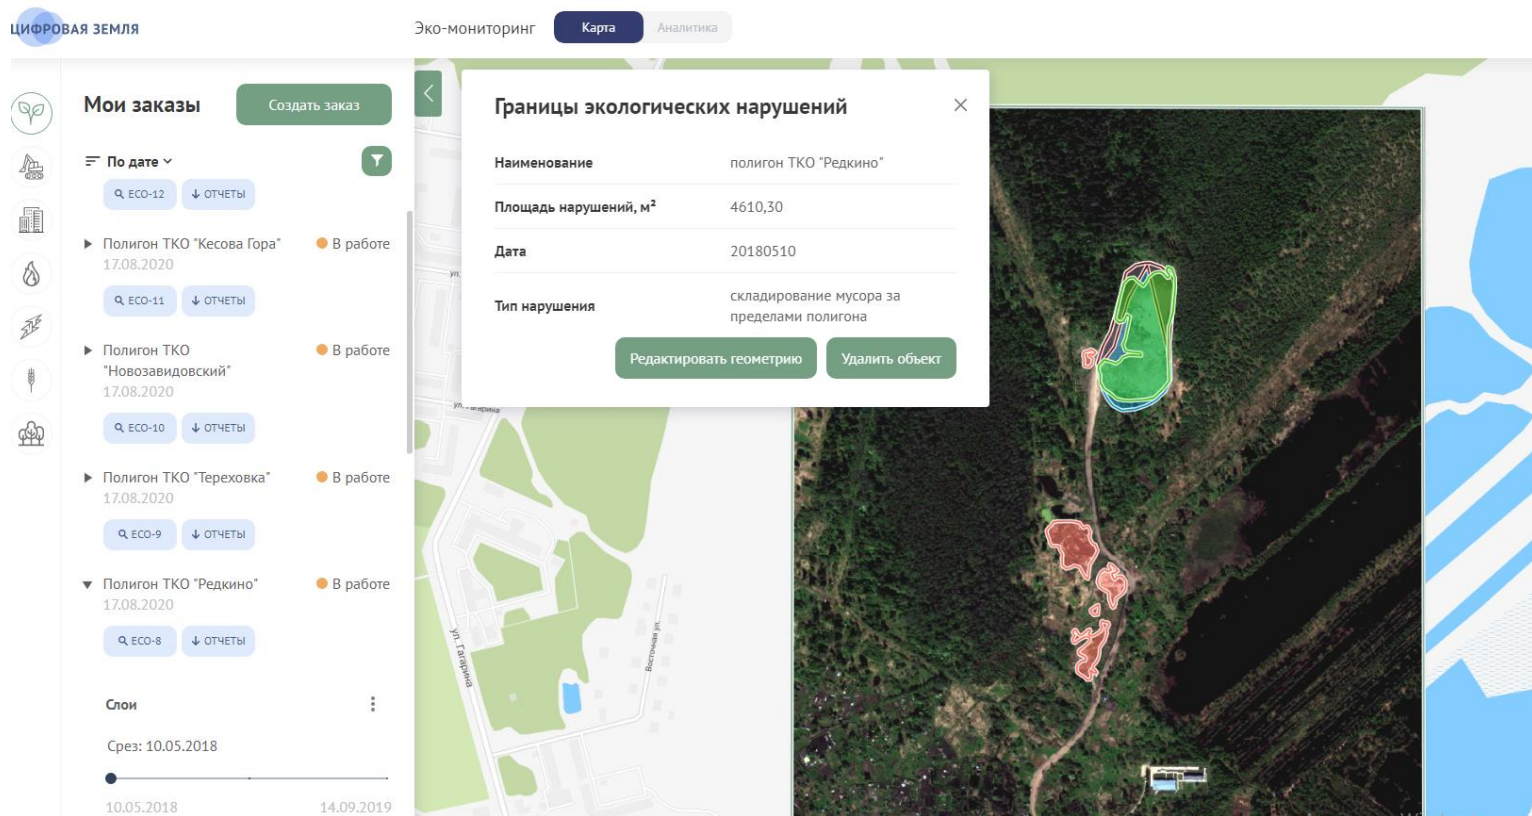 ЦИФРОВАЯ ЗЕМЛЯ
Эко-мониторинг
Карта
Аналитика
Мои заказы
Создать заказ
По дате
ECO-12
ОТЧЕТЫ
Полигон ТКО "Кесова Гора"
В работе
17.08.2020
ECO-11
ОТЧЕТЫ
Полигон ТКО
"Новозавидовский"
В работе
17.08.2020
ECO-10
ОТЧЕТЫ
Полигон ТКО "Тереховка"
В работе
17.08.2020
ECO-9
ОТЧЕТЫ
Полигон ТКО "Редкино"
В работе
17.08.2020
ECO-8
ОТЧЕТЫ
Слои
Срез: 10.05.2018
10.05.2018
14.09.2019
Границы экологических нарушений
Наименование
полигон ТКО "Редкино"
Площадь нарушений, м²
4610,30
Дата
20180510
Тип нарушения
складирование мусора за
пределами полигона
Редактировать геометрию
Удалить объект
ул.
ул. Гагарина
ул. Гагарина
Восточная ул.